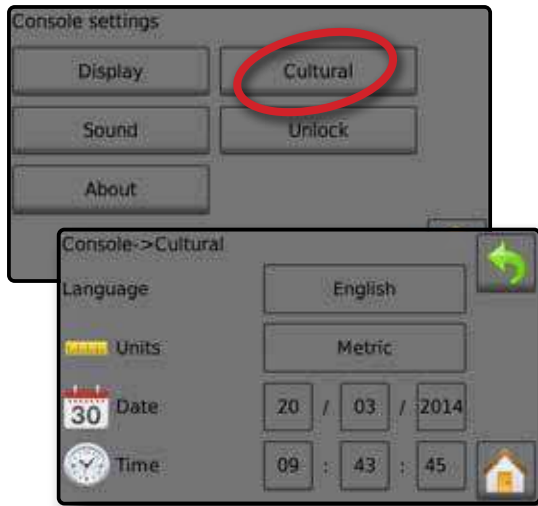 Console settings
Display Cultural
Sound Unlock
About
Console->Cultural
Language English
Units Metric
30 Date 20 / 03 / 2014
Time 09 : 43 : 45